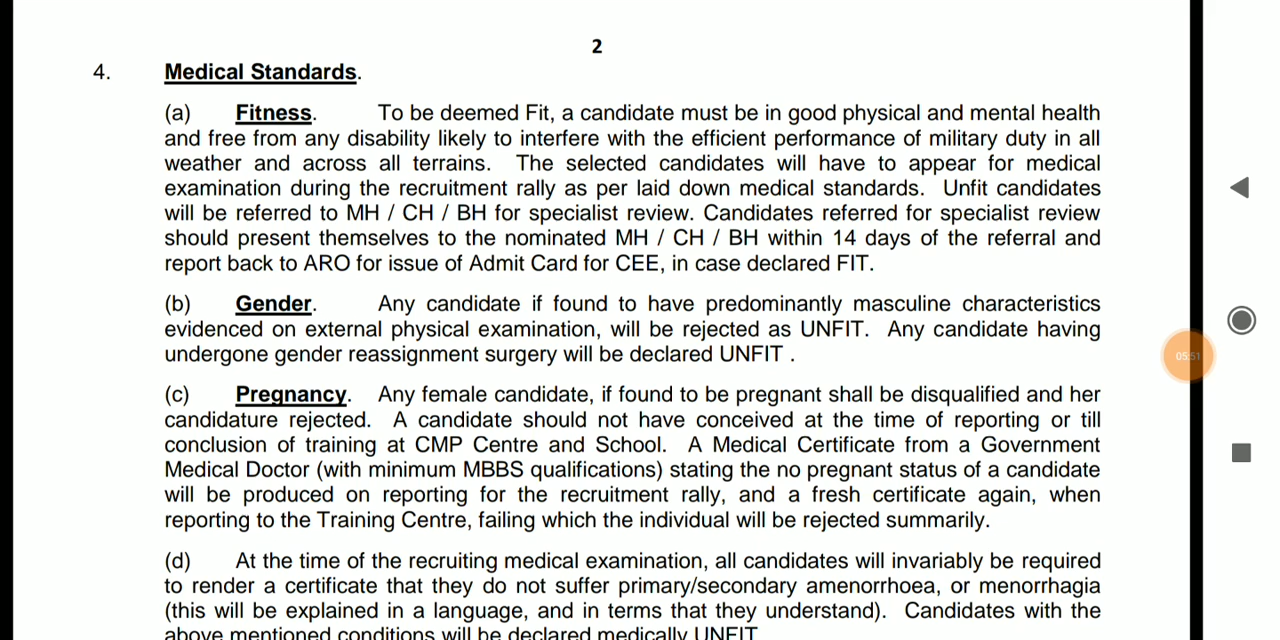 2
4. Medical Standards.
(a) Fitness. To be deemed Fit, a candidate must be in good physical and mental health
and free from any disability likely to interfere with the efficient performance of military duty in all
weather and across all terrains. The selected candidates will have to appear for medical
examination during the recruitment rally as per laid down medical standards. Unfit candidates
will be referred to MH / CH / BH for specialist review. Candidates referred for specialist review
should present themselves to the nominated MH / CH / BH within 14 days of the referral and
report back to ARO for issue of Admit Card for CEE, in case declared FIT.
(b) Gender. Any candidate if found to have predominantly masculine characteristics
evidenced on external physical examination, will be rejected as UNFIT. Any candidate having
undergone gender reassignment surgery will be declared UNFIT .
05:51
(c) Pregnancy. Any female candidate, if found to be pregnant shall be disqualified and her
candidature rejected. A candidate should not have conceived at the time of reporting or till
conclusion of training at CMP Centre and School. A Medical Certificate from a Government
Medical Doctor (with minimum MBBS qualifications) stating the no pregnant status of a candidate
will be produced on reporting for the recruitment rally, and a fresh certificate again, when
reporting to the Training Centre, failing which the individual will be rejected summarily.
(d) At the time of the recruiting medical examination, all candidates will invariably be required
to render a certificate that they do not suffer primary/secondary amenorrhoea, or menorrhagia
(this will be explained in a language, and in terms that they understand). Candidates with the
above mentioned conditions will be declared medically UNFIT